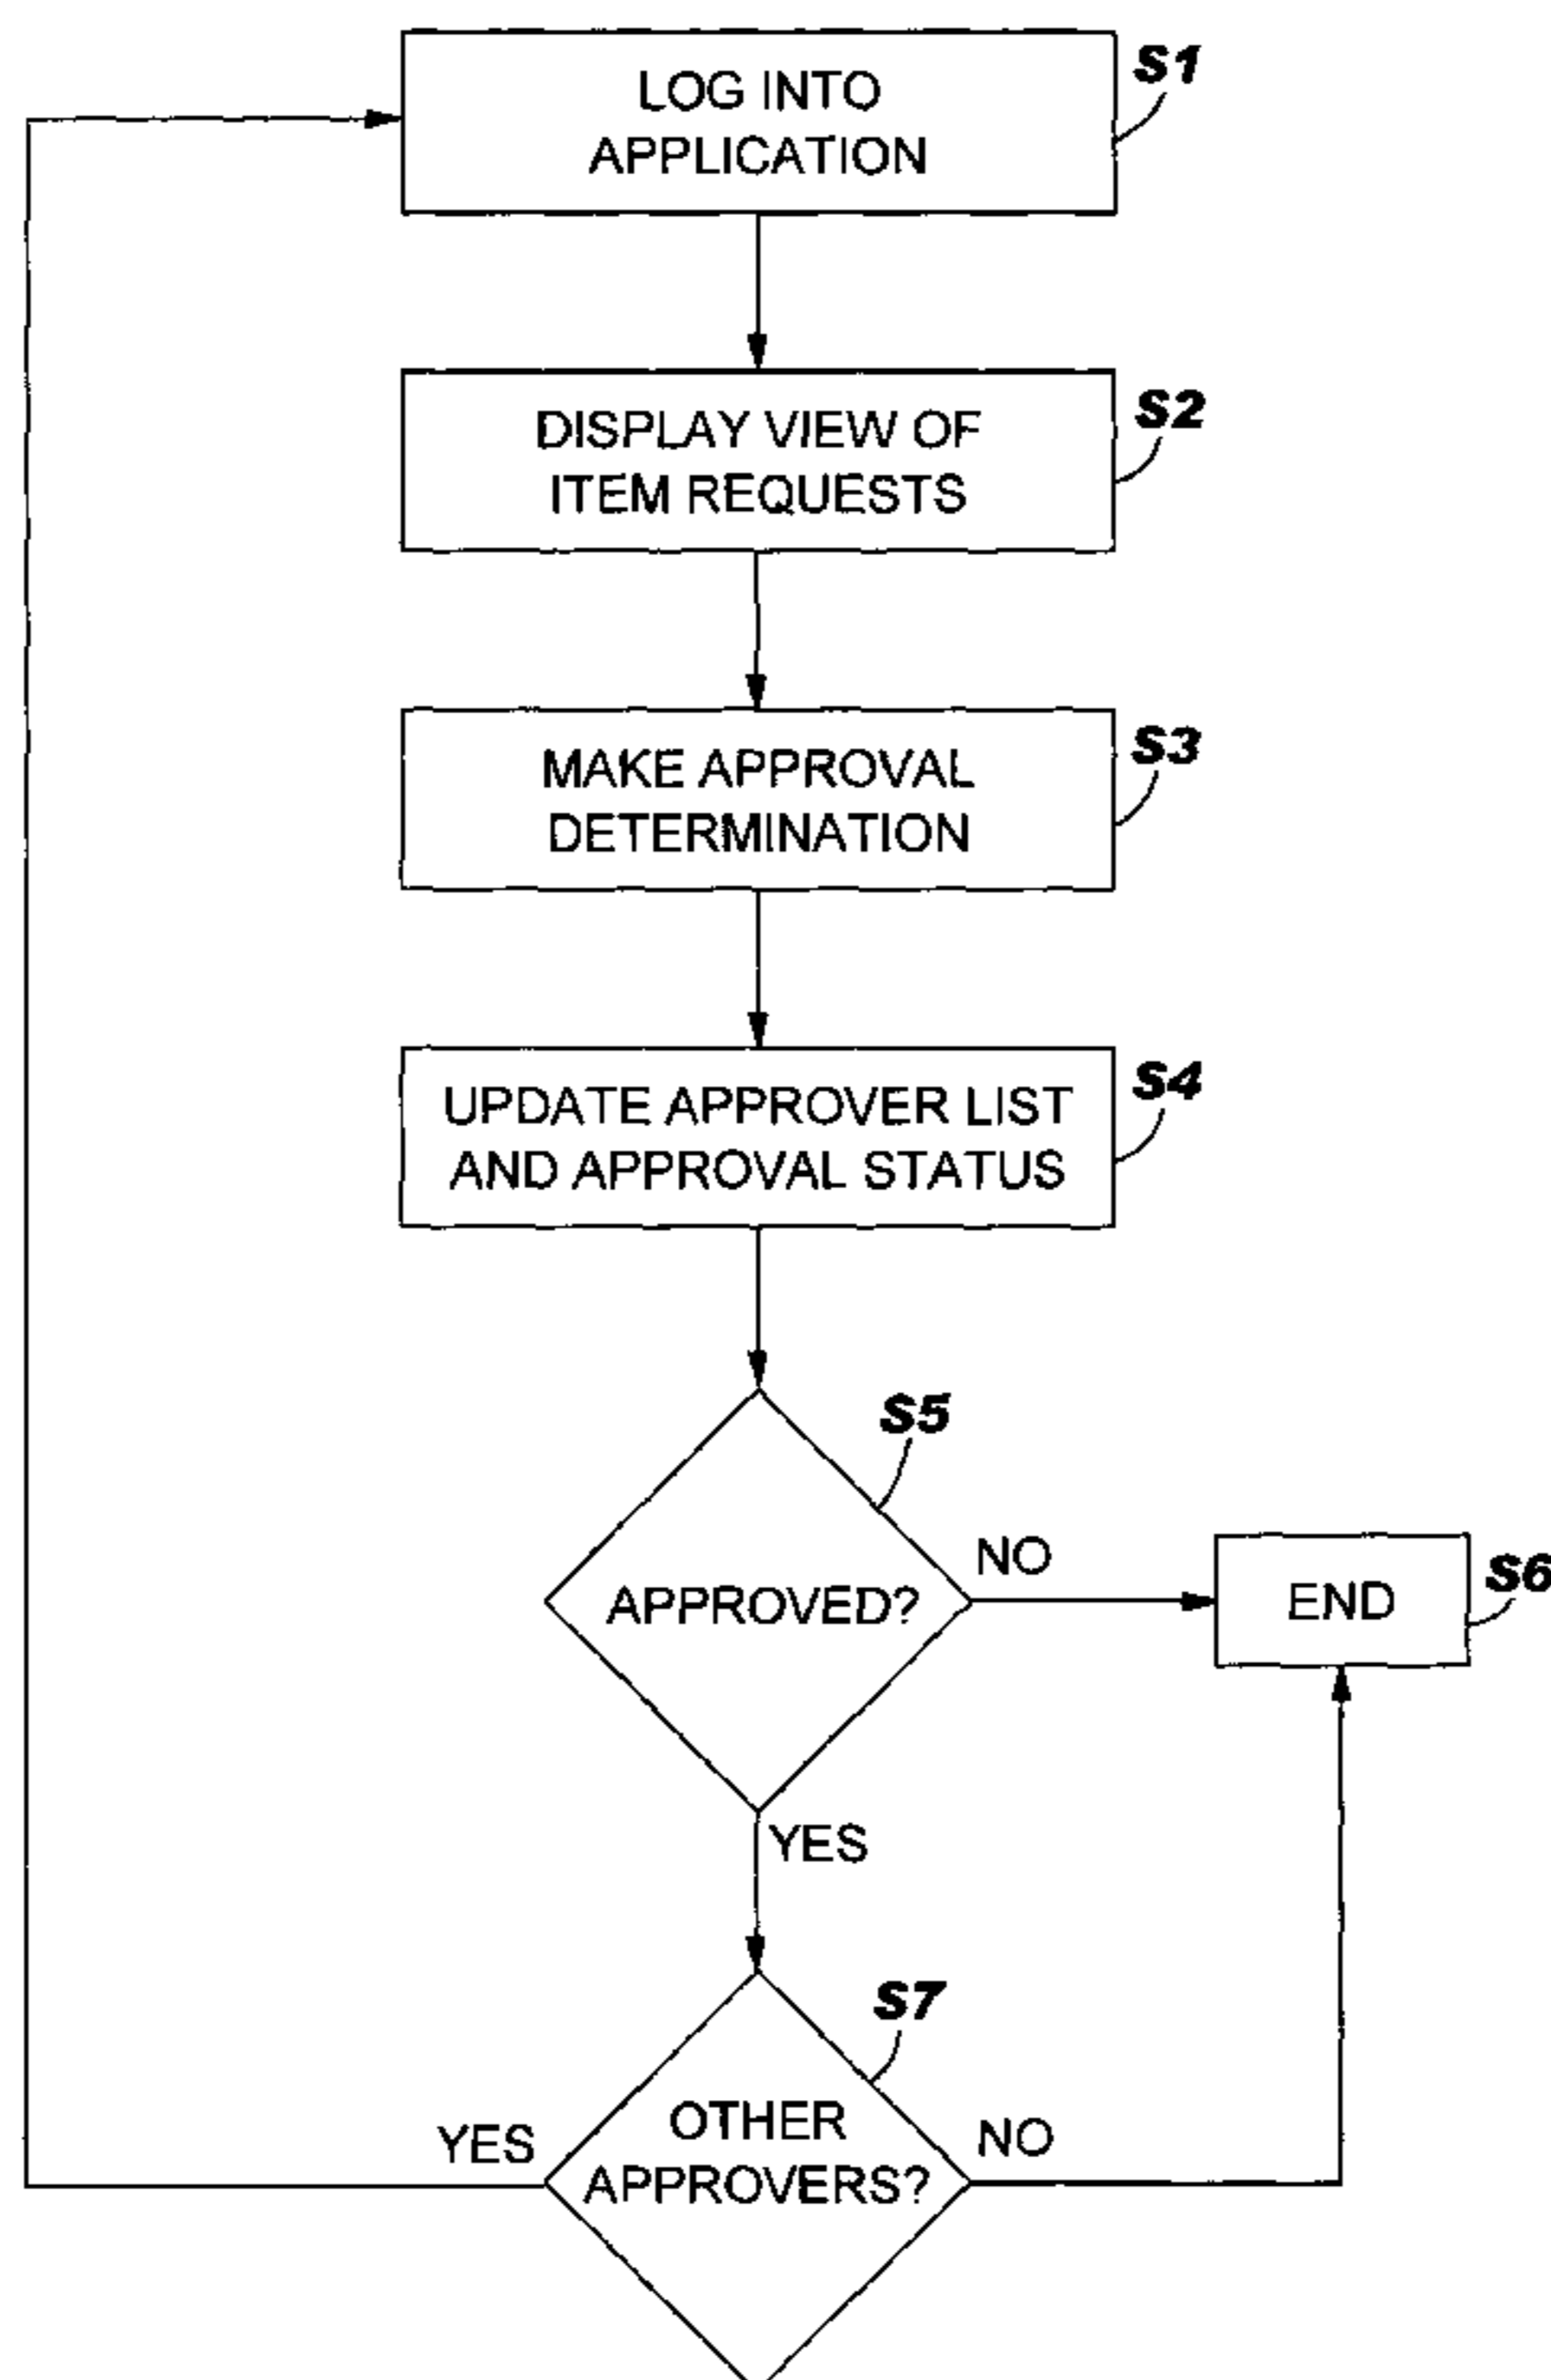 LOG INTO
APPLICATION
S1
DISPLAY VIEW OF
ITEM REQUESTS
S2
MAKE APPROVAL
DETERMINATION
S3
UPDATE APPROVER LIST
AND APPROVAL STATUS
S4
S5
APPROVED?
NO
END
S6
YES
S7
OTHER
APPROVERS?
YES
NO